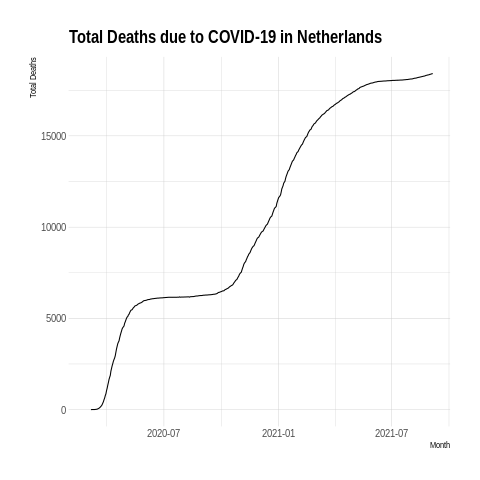 Total Deaths due to COVID-19 in Netherlands
Total Deaths
15000
10000
5000
0
2020-07
2021-01
2021-07
Month